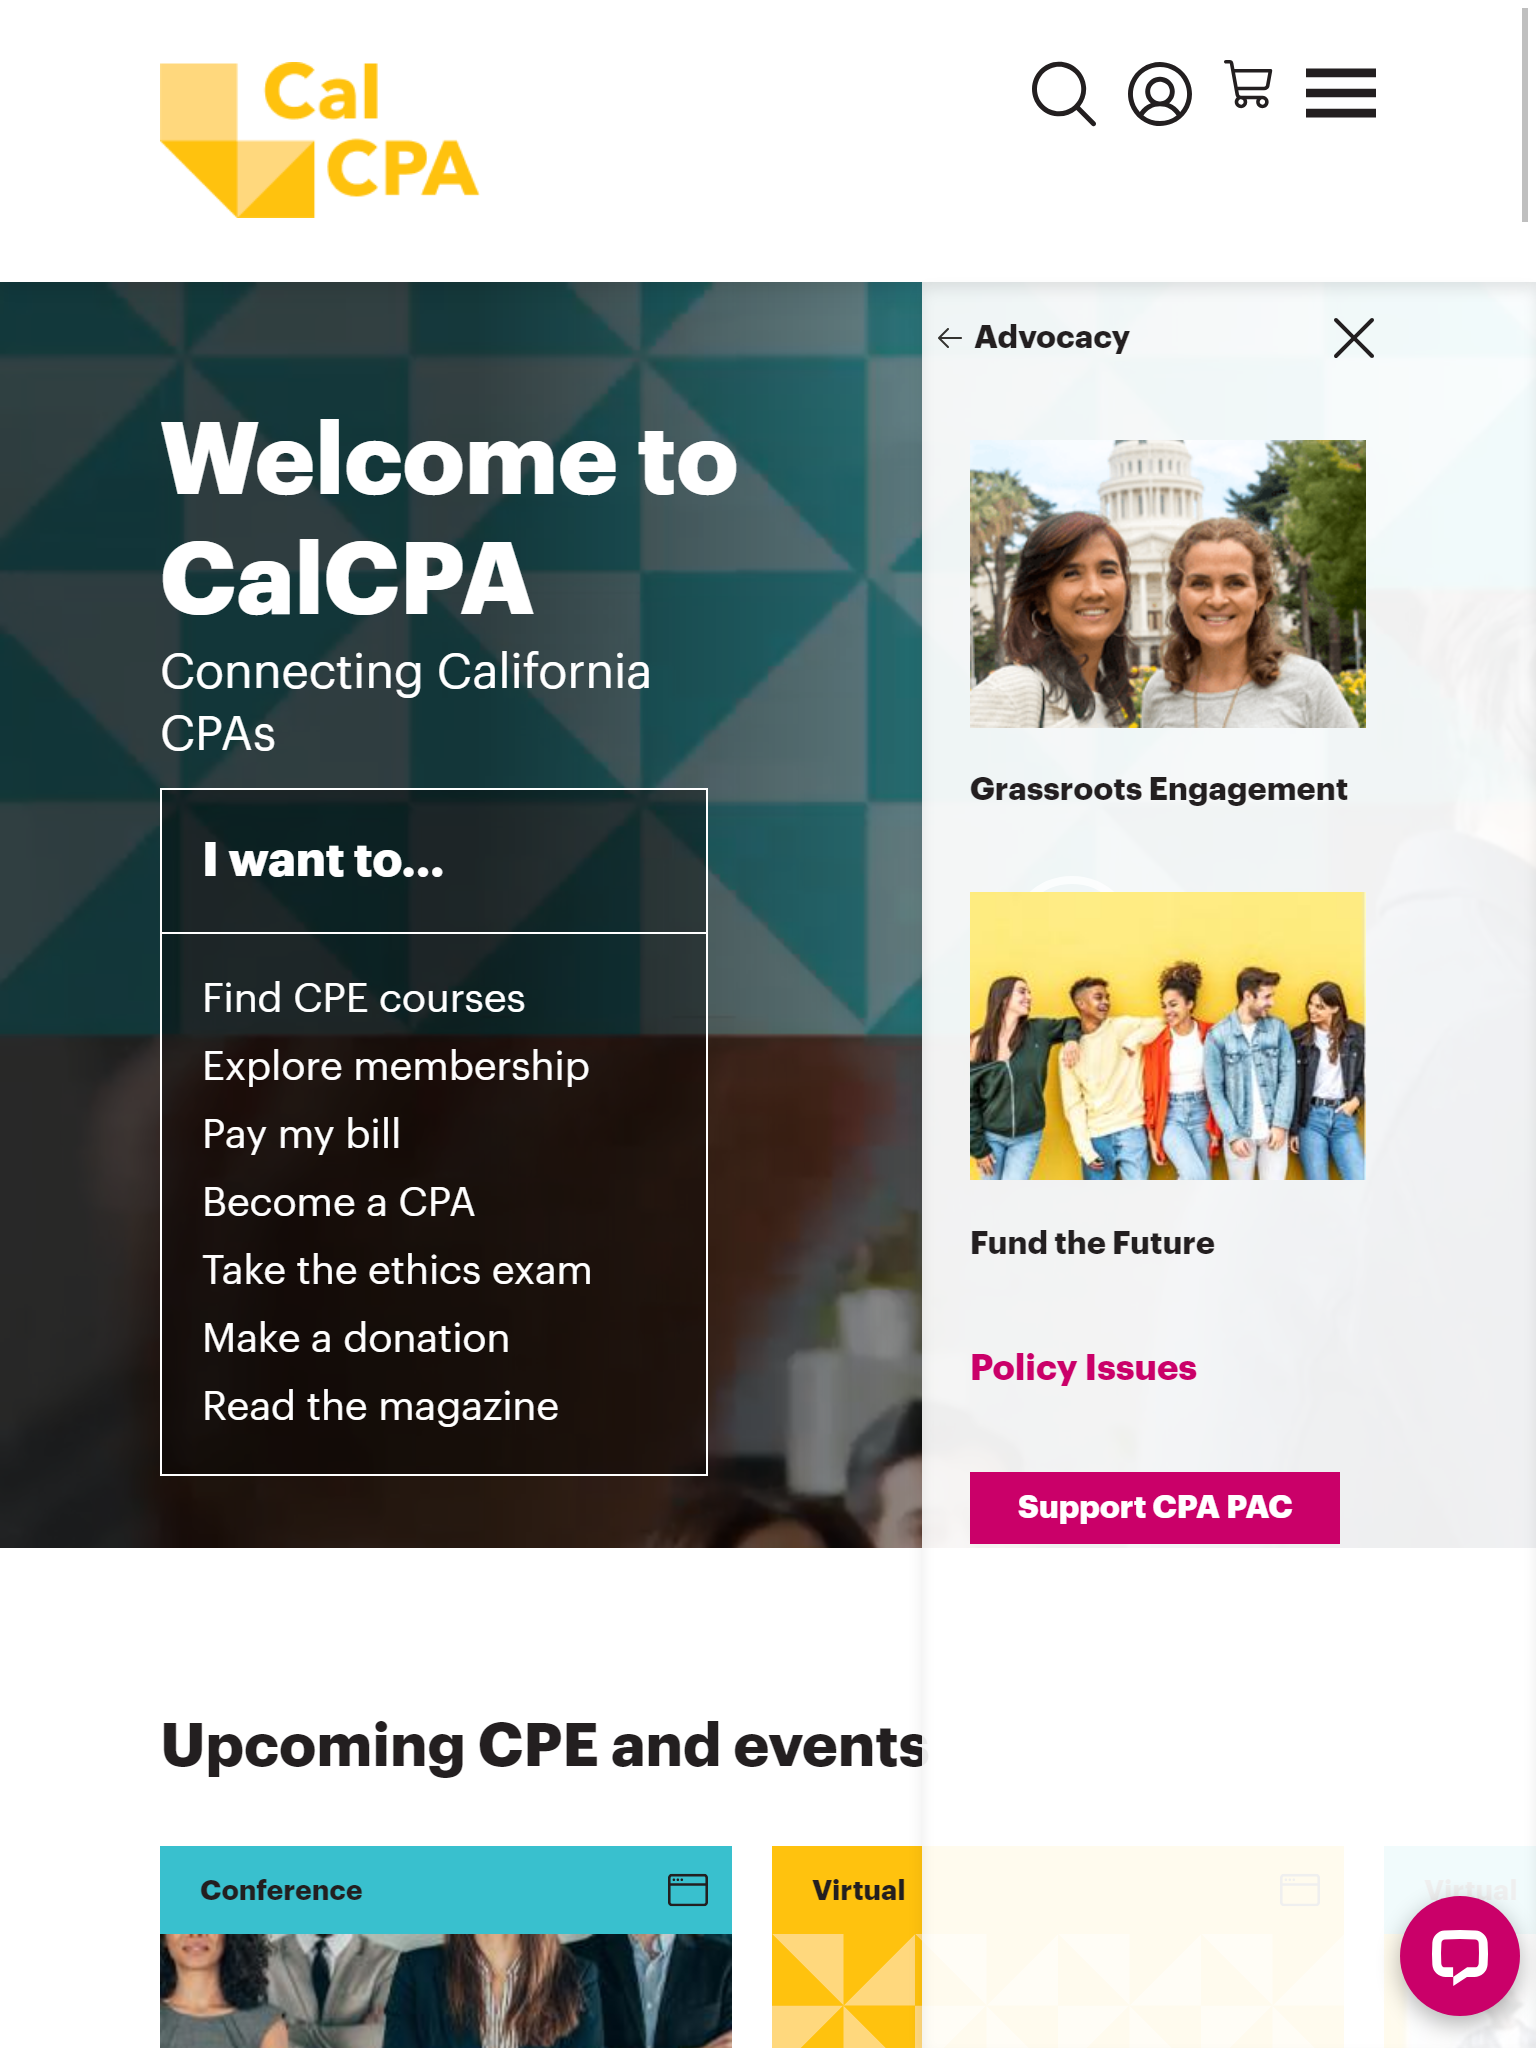 Cal
CPA
Advocacy
Welcome to
CalCPA
Connecting California
CPAs
I want to...
Find CPE courses
Explore membership
Pay my bill
Become a CPA
Take the ethics exam
Make a donation
Read the magazine
Grassroots Engagement
Fund the Future
Policy Issues
Support CPA PAC
Upcoming CPE and events
Conference
Virtual
Virtual